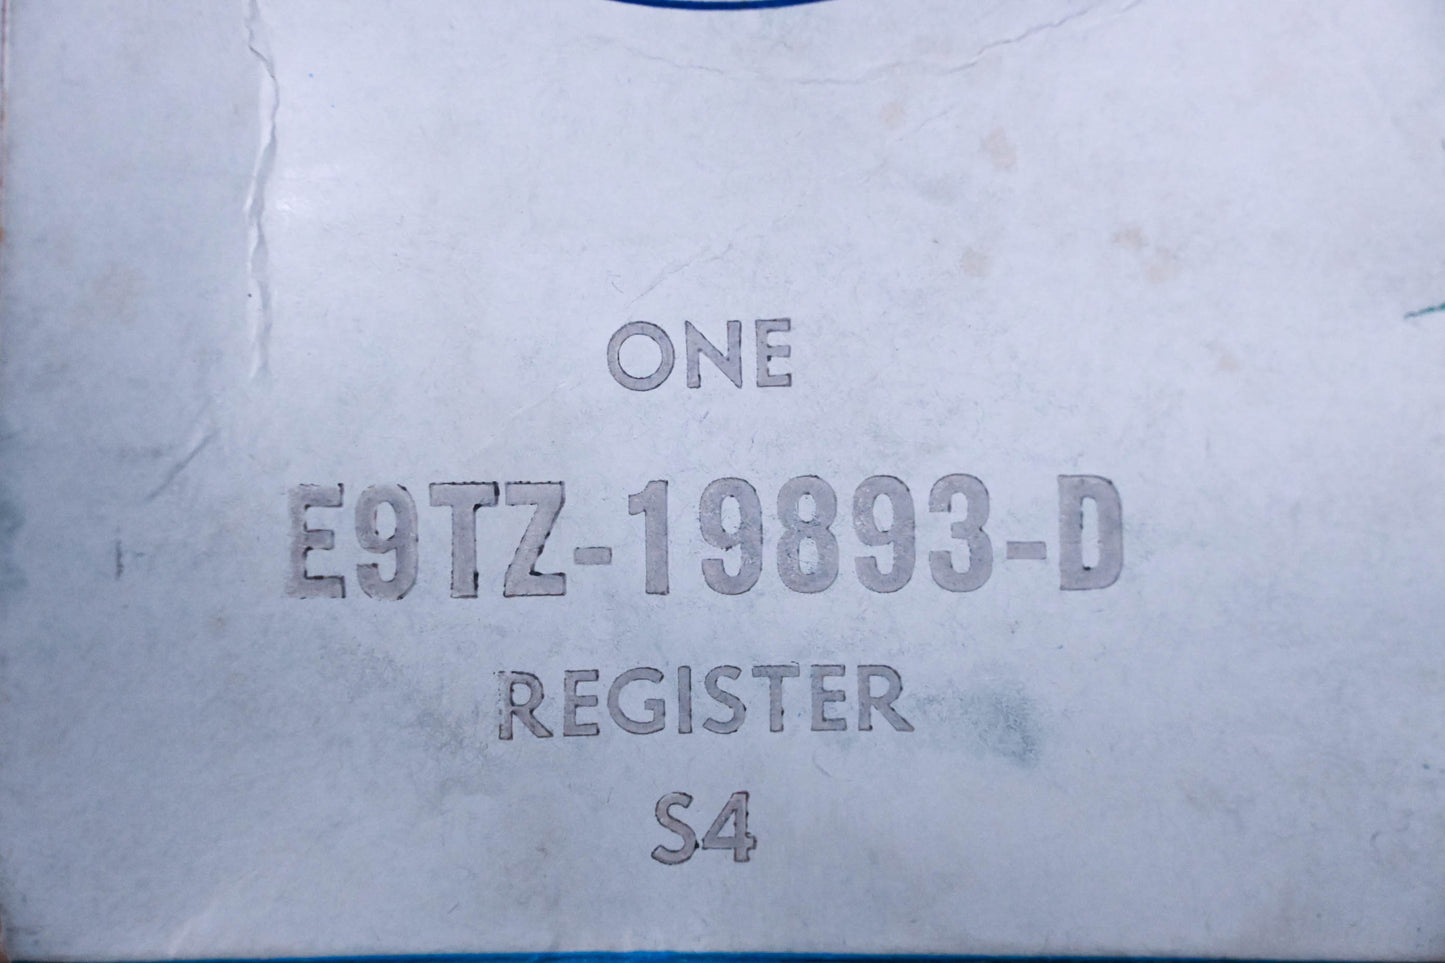 ONE
E9TZ-19893-D
REGISTER
S4